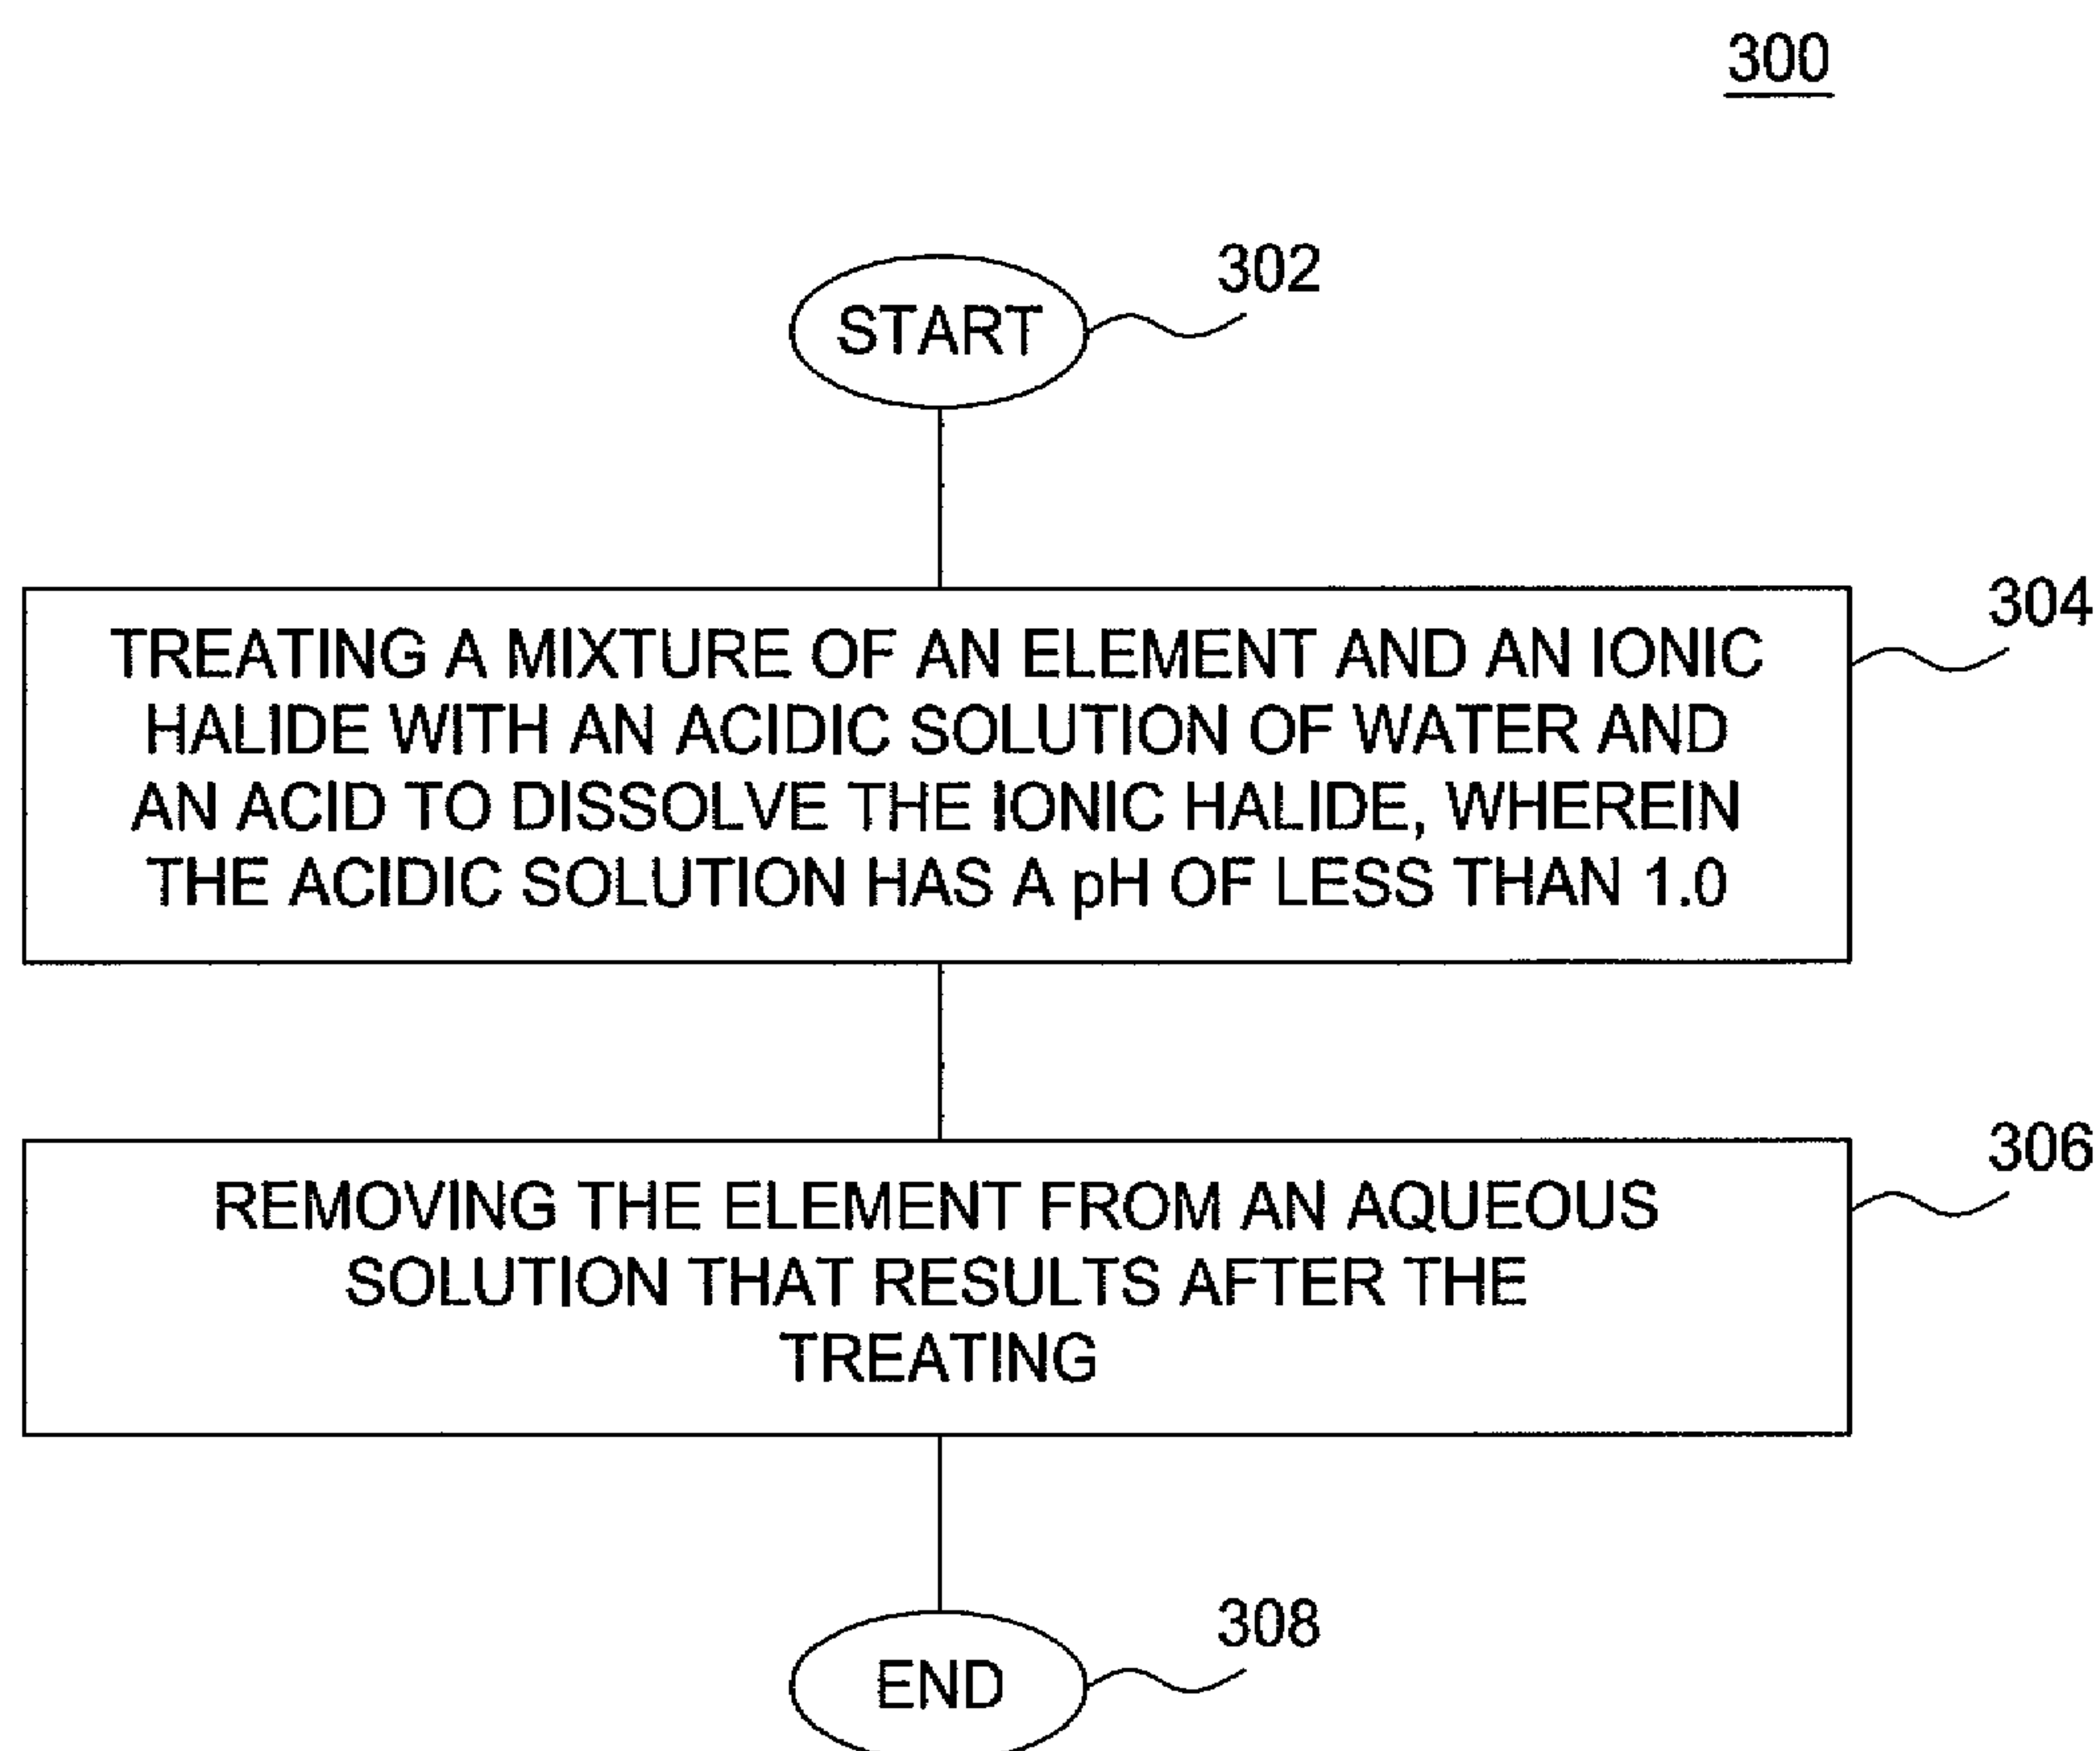 300
302
START
304
TREATING A MIXTURE OF AN ELEMENT AND AN IONIC
HALIDE WITH AN ACIDIC SOLUTION OF WATER AND
AN ACID TO DISSOLVE THE IONIC HALIDE, WHEREIN
THE ACIDIC SOLUTION HAS A pH OF LESS THAN 1.0
306
REMOVING THE ELEMENT FROM AN AQUEOUS
SOLUTION THAT RESULTS AFTER THE
TREATING
308
END